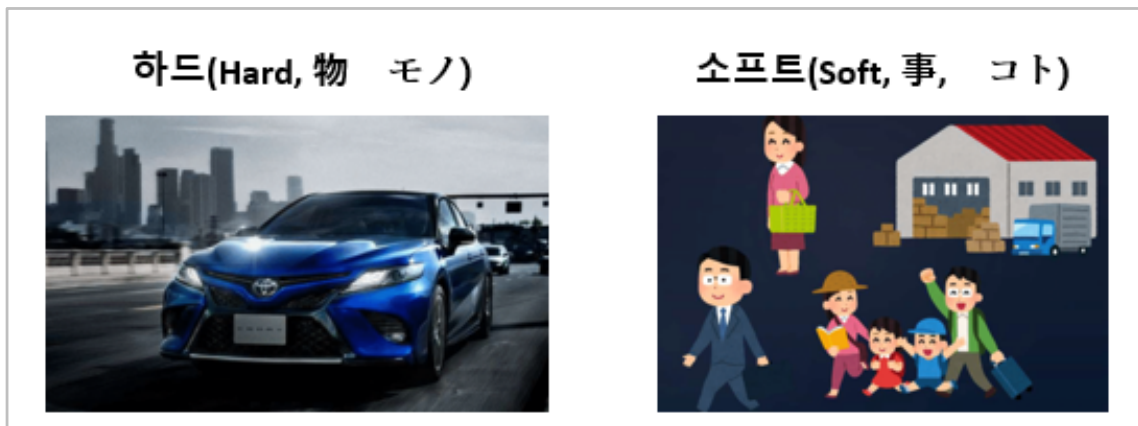 하드(Hard, 物　モノ)
소프트(Soft, 事,　コト)